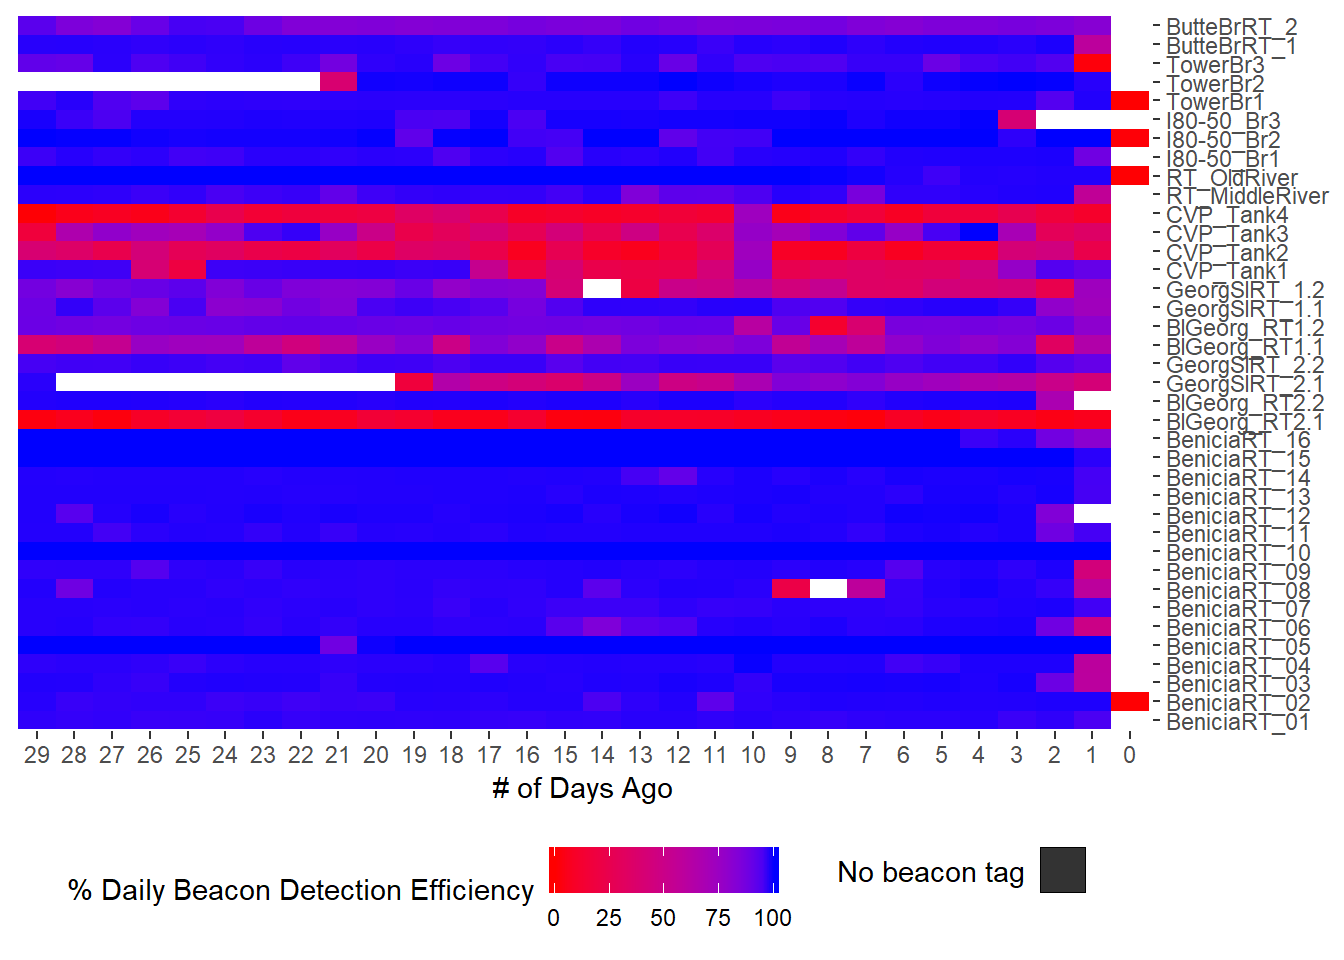 ButteBrRT_2
ButteBrRT_1
TowerBr3
TowerBr2
TowerBr1
I80-50_Br3
I80-50_Br2
I80-50_Br1
RT_OldRiver
RT_MiddleRiver
CVP_Tank4
CVP_Tank3
CVP_Tank2
CVP_Tank1
GeorgSlRT_1.2
GeorgSlRT_1.1
BlGeorg_RT1.2
BlGeorg_RT1.1
GeorgSlRT_2.2
GeorgSlRT_2.1
BlGeorg_RT2.2
BlGeorg_RT2.1
BeniciaRT_16
BeniciaRT_15
BeniciaRT_14
BeniciaRT_13
BeniciaRT_12
BeniciaRT_11
BeniciaRT_10
BeniciaRT_09
BeniciaRT_08
BeniciaRT_07
BeniciaRT_06
BeniciaRT_05
BeniciaRT_04
BeniciaRT_03
BeniciaRT_02
BeniciaRT_01
29 28 27 26 25 24 23 22 21 20 19 18 17 16 15 14 13 12 11 10 9 8 7 6 5 4 3 2 1 0
# of Days Ago
% Daily Beacon Detection Efficiency
0 25 50 75 100
No beacon tag